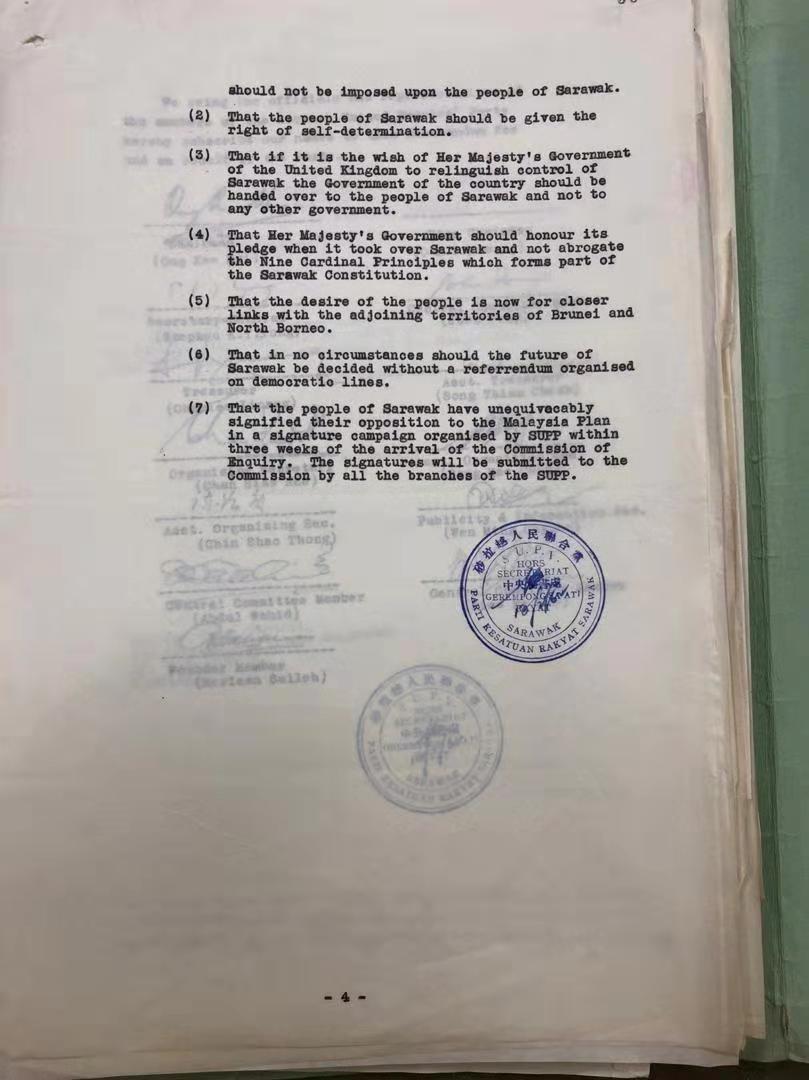 should not be imposed upon the people of Sarawak.
(2) That the people of Sarawak should be given the
right of self-determination.
(3) That if it is the wish of Her Majesty's Government
of the United Kingdom to relinguish control of
Sarawak the Government of the country should be
handed over to the people of Sarawak and not to
any other government.
(4) That Her Majesty's Government should honour its
pledge when it took over Sarawak and not abrogate
the Nine Cardinal Principles which forms part of
the Sarawak Constitution.
(5) That the desire of the people is now for closer
links with the adjoining territories of Brunei and
North Borneo.
(6) That in no circumstances should the future of
Sarawak be decided without a referrendum organised
on democratic lines.
(7) That the people of Sarawak have unequivacably
signified their opposition to the Malaysia Plan
in a signature campaign organised by SUPP within
three weeks of the arrival of the Commission of
Enquiry. The signatures will be submitted to the
Commission by all the branches of the SUPP.
Asst. Organising Sec.
(Chin Shao Thong)
Central Committee Member
(Abdul Wahid)
砂拉越人民聯合黨
HQRS
SECRETARIAT
中央
SARAWAK
PARTI KESATUAN RAKYAT SARAWAK
- 4 -